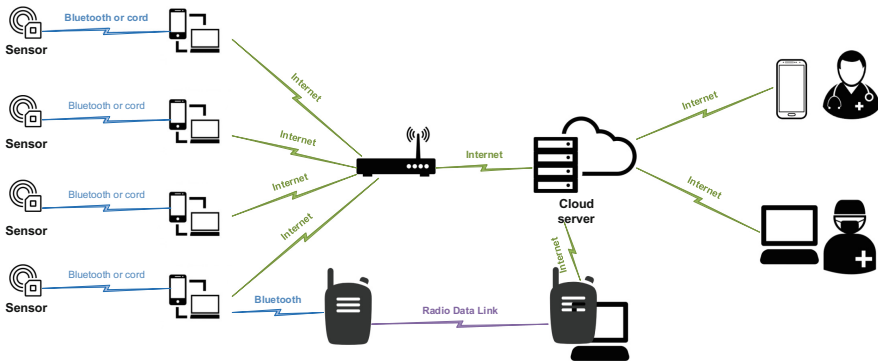 Bluetooth or cord
Sensor
Internet
Bluetooth or cord
Sensor
Internet
Internet
Internet
Cloud
server
Internet
Internet
Bluetooth or cord
Sensor
Internet
Bluetooth or cord
Sensor
Internet
Internet
Bluetooth
Radio Data Link